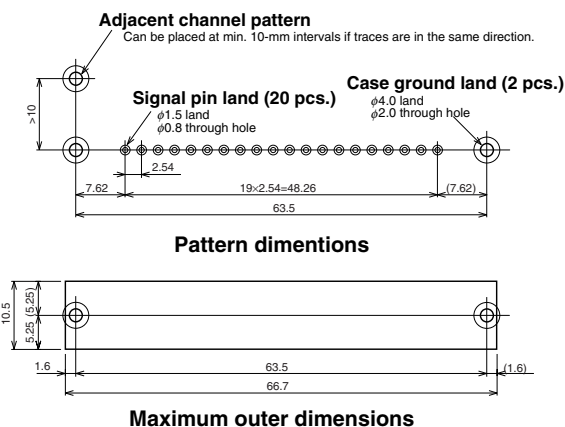 Adjacent channel pattern
Can be placed at min. 10-mm intervals if traces are in the same direction.
Signal pin land (20 pcs.)
φ1.5 land
φ0.8 through hole
Case ground land (2 pcs.)
φ4.0 land
φ2.0 through hole
>10
2.54
7.62
19×2.54=48.26
(7.62)
63.5
Pattern dimentions
10.5
5.25 (5.25)
1.6
63.5
(1.6)
66.7
Maximum outer dimensions